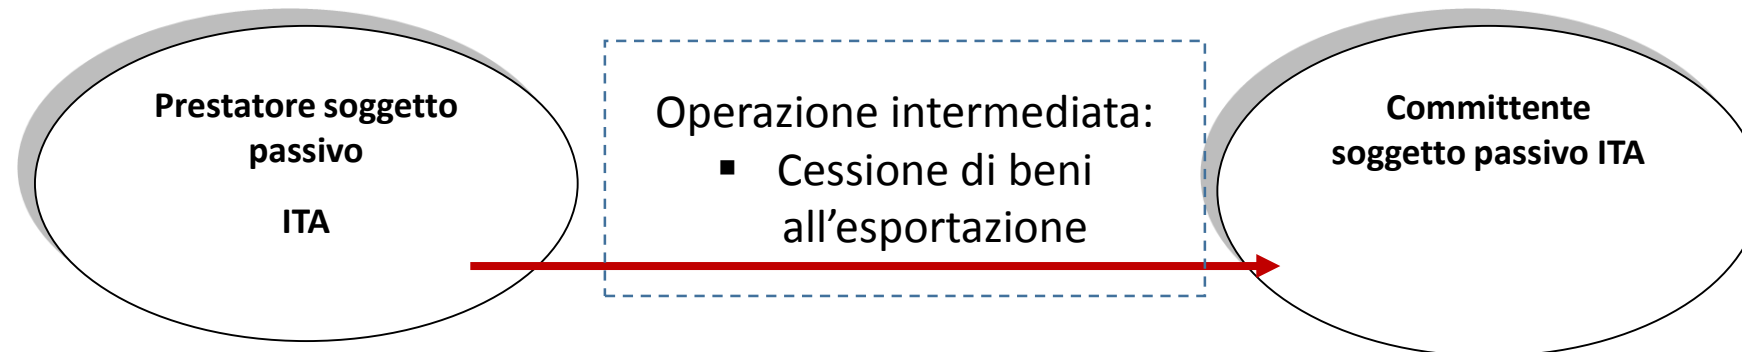 Prestatore soggetto
passivo
ITA
Operazione intermediata:
▪ Cessione di beni
all’esportazione
Committente
soggetto passivo ITA